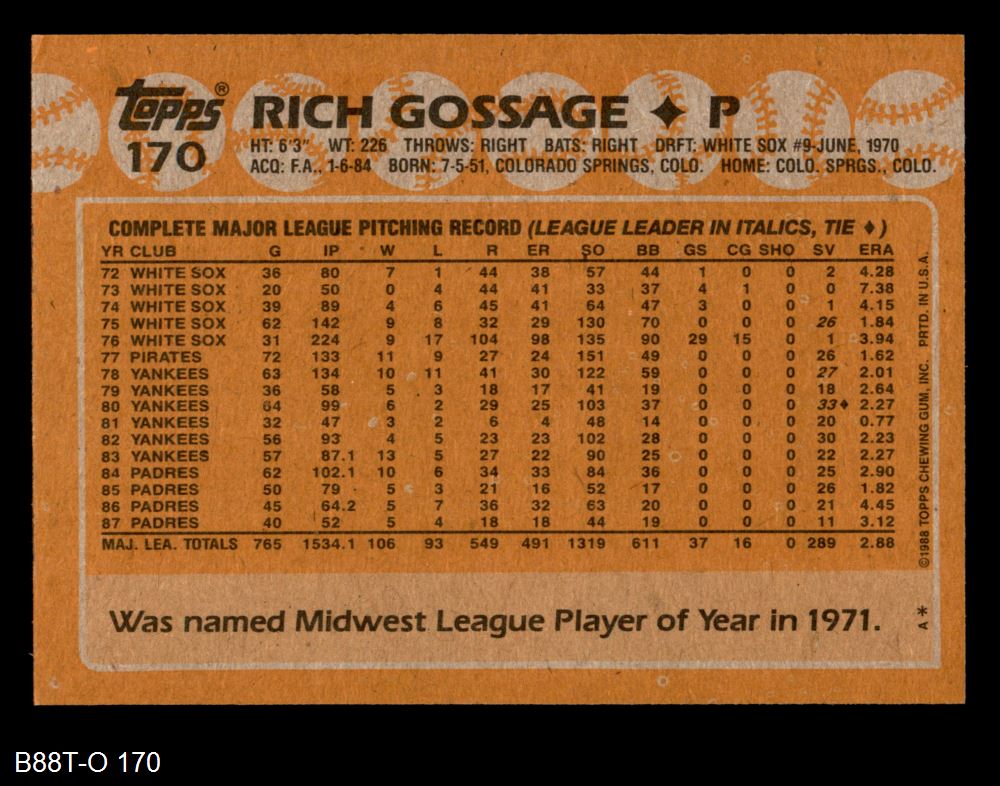 Topps® RICH GOSSAGE ✦ P
170 HT: 6'3" WT: 226 THROWS: RIGHT BATS: RIGHT DRFT: WHITE SOX #9-JUNE, 1970
ACQ: F.A., 1-6-84 BORN: 7-5-51, COLORADO SPRINGS, COLO. HOME: COLO. SPRGS., COLO.
COMPLETE MAJOR LEAGUE PITCHING RECORD (LEAGUE LEADER IN ITALICS, TIE ♦)
YR CLUB G IP W L R ER SO BB GS CG SHO SV ERA
72 WHITE SOX 36 80 7 1 44 38 57 44 1 0 0 2 4.28
73 WHITE SOX 20 50 0 4 44 41 33 37 4 1 0 0 7.38
74 WHITE SOX 39 89 4 6 45 41 64 47 3 0 0 1 4.15
75 WHITE SOX 62 142 9 8 32 29 130 70 0 0 0 26 1.84
76 WHITE SOX 31 224 9 17 104 98 135 90 29 15 0 1 3.94
77 PIRATES 72 133 11 9 27 24 151 49 0 0 0 26 1.62
78 YANKEES 63 134 10 11 41 30 122 59 0 0 0 27 2.01
79 YANKEES 36 58 5 3 18 17 41 19 0 0 0 18 2.64
80 YANKEES 64 99 6 2 29 25 103 37 0 0 0 33♦ 2.27
81 YANKEES 32 47 3 2 6 4 48 14 0 0 0 20 0.77
82 YANKEES 56 93 4 5 23 23 102 28 0 0 0 30 2.23
83 YANKEES 57 87.1 13 5 27 22 90 25 0 0 0 22 2.27
84 PADRES 62 102.1 10 6 34 33 84 36 0 0 0 25 2.90
85 PADRES 50 79 5 3 21 16 52 17 0 0 0 26 1.82
86 PADRES 45 64.2 5 7 36 32 63 20 0 0 0 21 4.45
87 PADRES 40 52 5 4 18 18 44 19 0 0 0 11 3.12
MAJ. LEA. TOTALS 765 1534.1 106 93 549 491 1319 611 37 16 0 289 2.88
Was named Midwest League Player of Year in 1971.
A*
©1988 TOPPS CHEWING GUM, INC. PRTD. IN U.S.A.
B88T-O 170